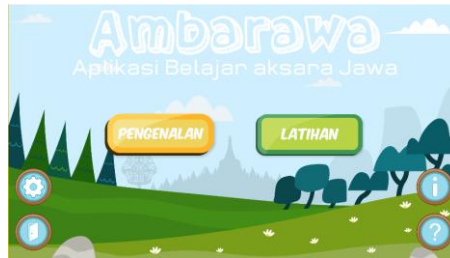 Ambarawa
Aplikasi Belajar aksara Jawa
PENGENALAN
LATIHAN
i
?